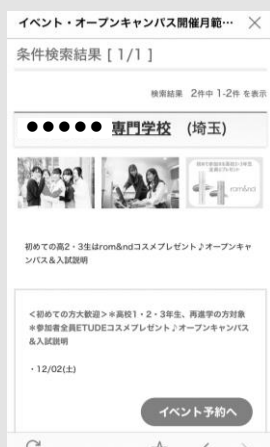 イベント・オープンキャンパス開催月範…
条件検索結果 [ 1/1 ]
検索結果 2件中 1-2件 を表示
●●●●● 専門学校 (埼玉)
rom&nd
初めての高2・3生はrom&ndコスメプレゼント♪オープンキャ
ンパス&入試説明
<初めての方大歓迎>＊高校1・2・3年生、再進学の方対象
＊参加者全員ETUDEコスメプレゼント♪オープンキャンパス
&入試説明
・12/02(土)
イベント予約へ